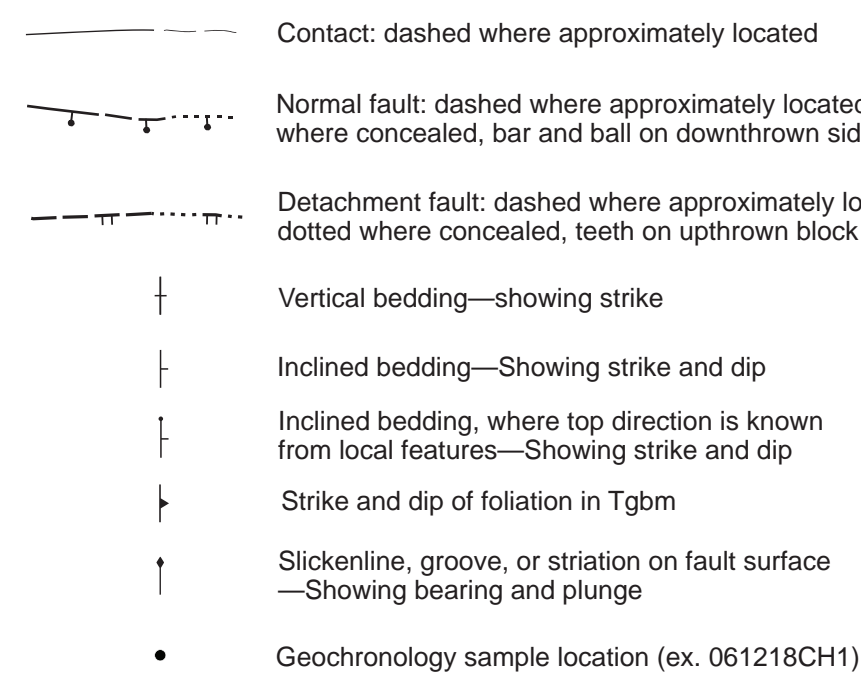 Contact: dashed where approximately located
Normal fault: dashed where approximately located
where concealed, bar and ball on downthrown
Detachment fault: dashed where approximately
dotted where concealed, teeth on upthrown block
Vertical bedding—showing strike
Inclined bedding—Showing strike and dip
Inclined bedding, where top direction is known
from local features—Showing strike and dip
Strike and dip of foliation in Tgbm
Slickenline, groove, or striation on fault surface
—Showing bearing and plunge
Geochronology sample location (ex. 061218CH1)